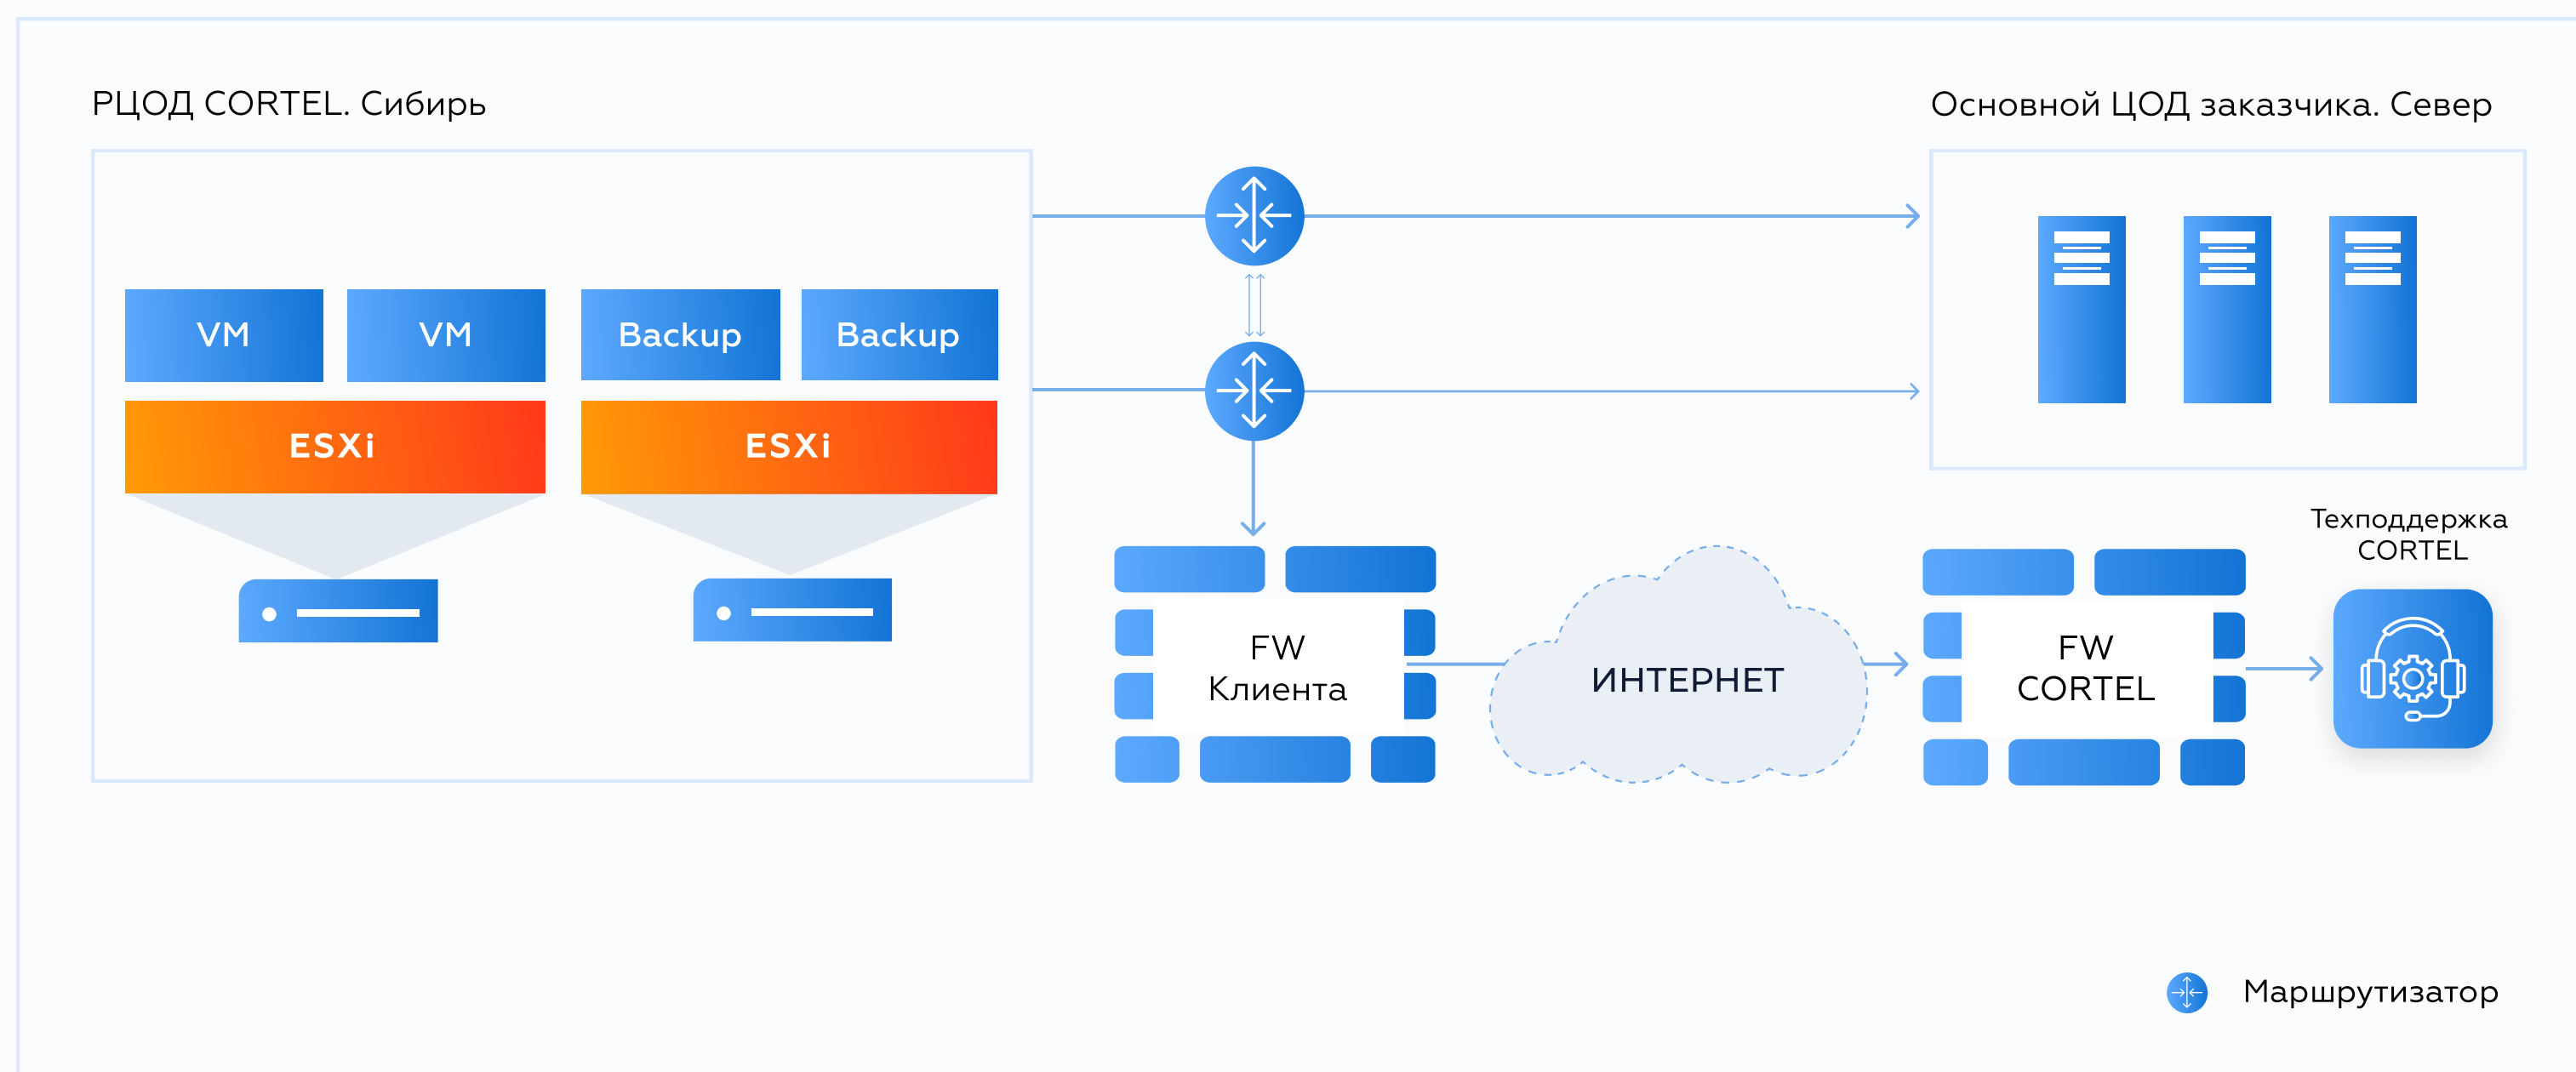 РЦОД CORTEL. Сибирь
Основной ЦОД заказчика. Север
VM
VM
Backup
Backup
ESXi
ESXi
Техподдержка
CORTEL
FW
Клиента
ИНТЕРНЕТ
FW
CORTEL
Маршрутизатор